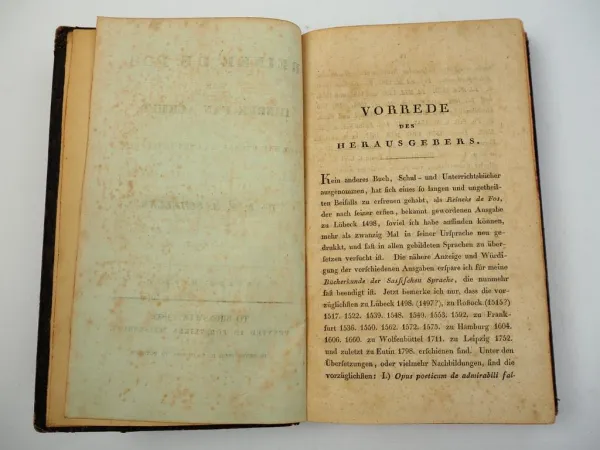 VORREDE
DES
HERAUSGEBERS.
Kein anderes Buch, Schul- und Unterrichtsbücher
ausgenommen, hat sich eines so langen und ungetheil-
ten Beifalls zu erfreuen gehabt, als Reineke de Fos,
der nach seiner ersten, bekannt gewordenen Ausgabe
zu Lübeck 1498, soviel ich habe auffinden können,
mehr als zwanzig Mal in seiner Ursprache neu ge-
drukkt, und fast in allen gebildeten Sprachen zu über-
setzen versucht ist. Die nähere Anzeige und Würdi-
gung der verschiedenen Ausgaben erspare ich für meine
Bücherkunde der Sassischen Sprache, die nunmehr
fast beendigt ist. Jetzt bemerke ich nur, dass die vor-
züglichsten zu Lübeck 1498. (1497?), zu Rostock (1515?)
1517. 1522. 1539. 1548. 1549. 1553. 1592. zu Frank-
furt 1536. 1550. 1562. 1572. 1575. zu Hamburg 1604.
1606. 1660. zu Wolfenbüttel 1711. zu Leipzig 1752.
und zuletzt zu Eutin 1798. erschienen sind. Unter den
Übersetzungen, oder vielmehr Nachbildungen, sind die
vorzüglichsten: I.) Opus poeticum de admirabili fal-